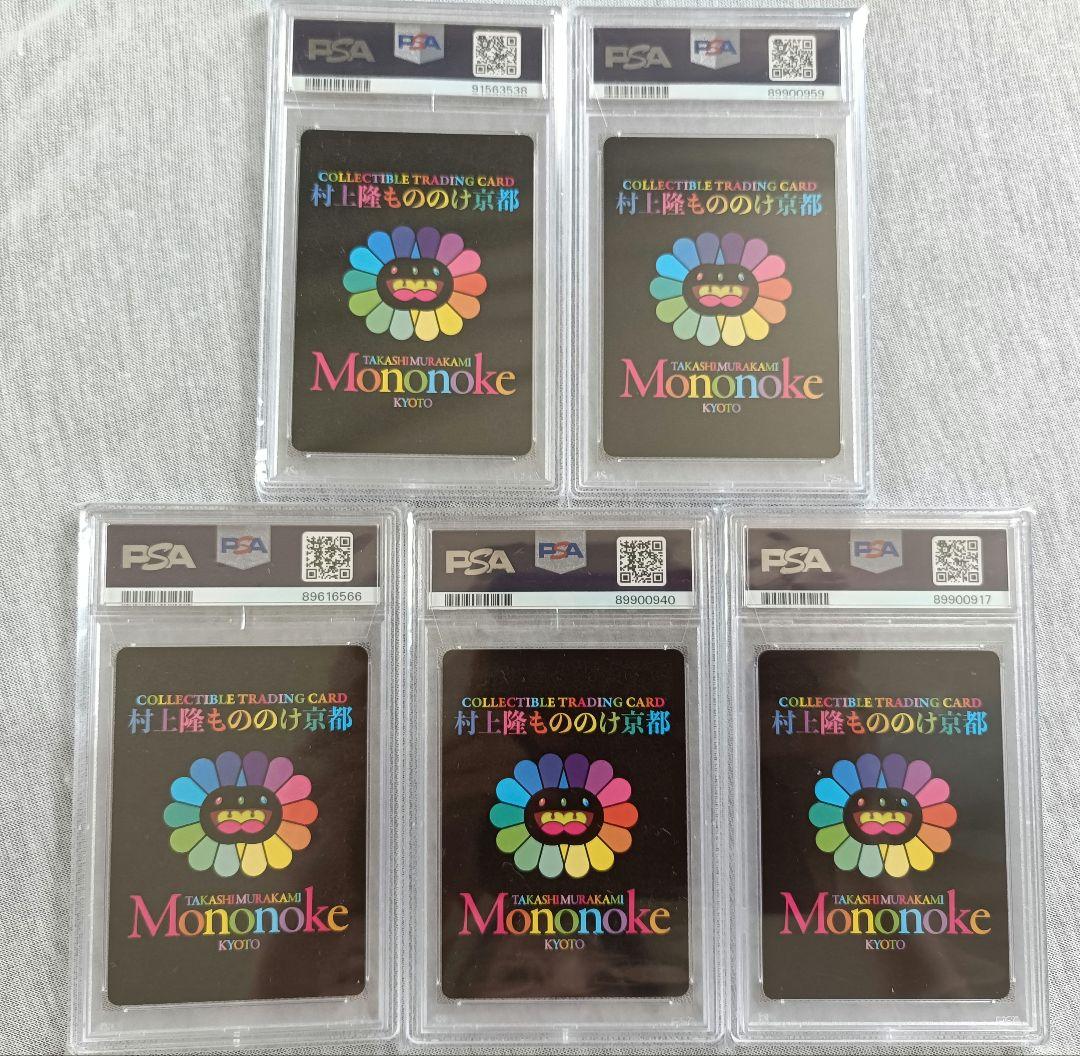 PSA PSA
91563538
COLLECTIBLE TRADING CARD
村上隆もののけ京都
TAKASHI MURAKAMI
Mononoke
KYOTO
PSA PSA
89900959
COLLECTIBLE TRADING CARD
村上隆もののけ京都
TAKASHI MURAKAMI
Mononoke
KYOTO
PSA PSA
89616566
COLLECTIBLE TRADING CARD
村上隆もののけ京都
TAKASHI MURAKAMI
Mononoke
KYOTO
PSA PSA
89900940
COLLECTIBLE TRADING CARD
村上隆もののけ京都
TAKASHI MURAKAMI
Mononoke
KYOTO
PSA PSA
89900917
COLLECTIBLE TRADING CARD
村上隆もののけ京都
TAKASHI MURAKAMI
Mononoke
KYOTO
PSA